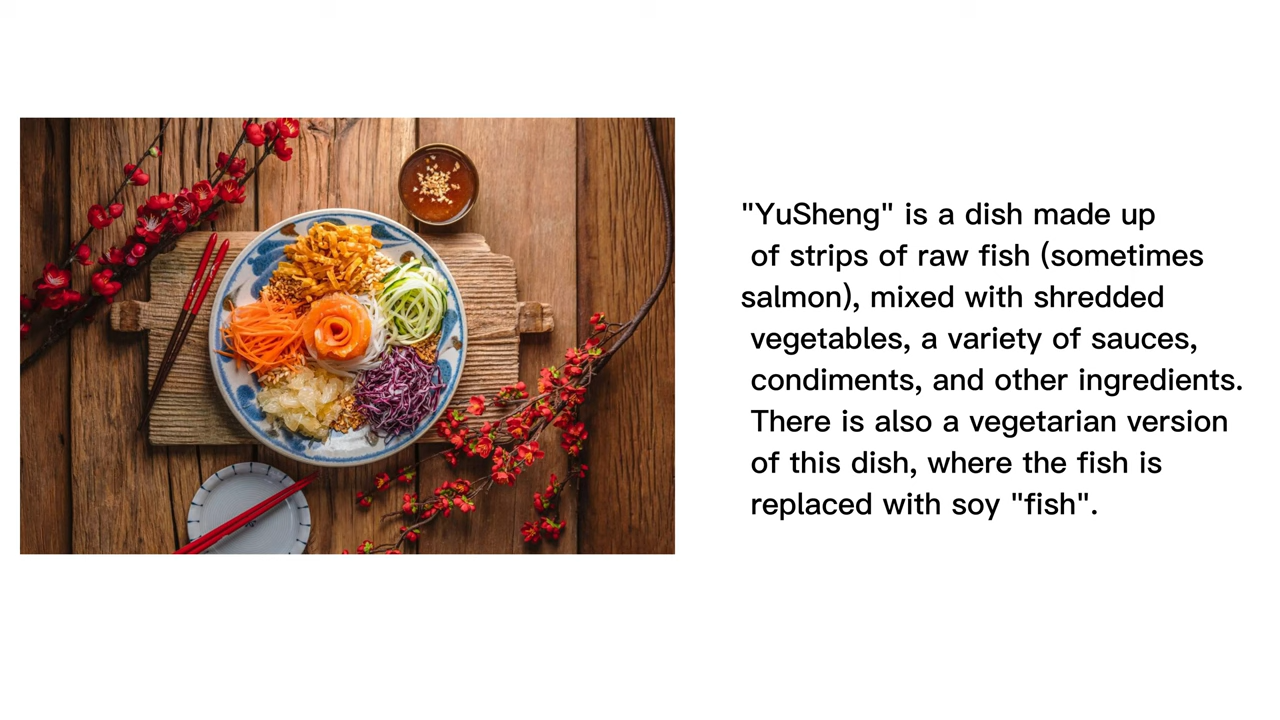 "YuSheng" is a dish made up
of strips of raw fish (sometimes
salmon), mixed with shredded
vegetables, a variety of sauces,
condiments, and other ingredients.
There is also a vegetarian version
of this dish, where the fish is
replaced with soy "fish".